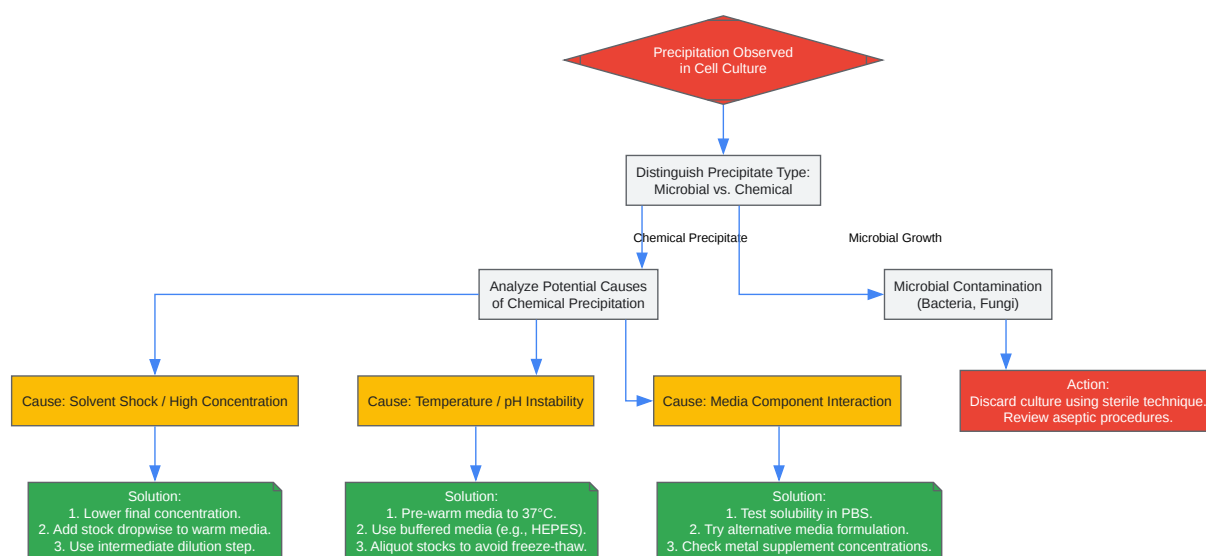 Precipitation Observed
in Cell Culture
Distinguish Precipitate Type:
Microbial vs. Chemical
Chemical Precipitate
Microbial Growth
Analyze Potential Causes
of Chemical Precipitation
Microbial Contamination
(Bacteria, Fungi)
Cause: Solvent Shock / High Concentration
Cause: Temperature / pH Instability
Cause: Media Component Interaction
Action:
Discard culture using sterile technique.
Review aseptic procedures.
Solution:
1. Lower final concentration.
2. Add stock dropwise to warm media.
3. Use intermediate dilution step.
Solution:
1. Pre-warm media to 37°C.
2. Use buffered media (e.g., HEPES).
3. Aliquot stocks to avoid freeze-thaw.
Solution:
1. Test solubility in PBS.
2. Try alternative media formulation.
3. Check metal supplement concentrations.